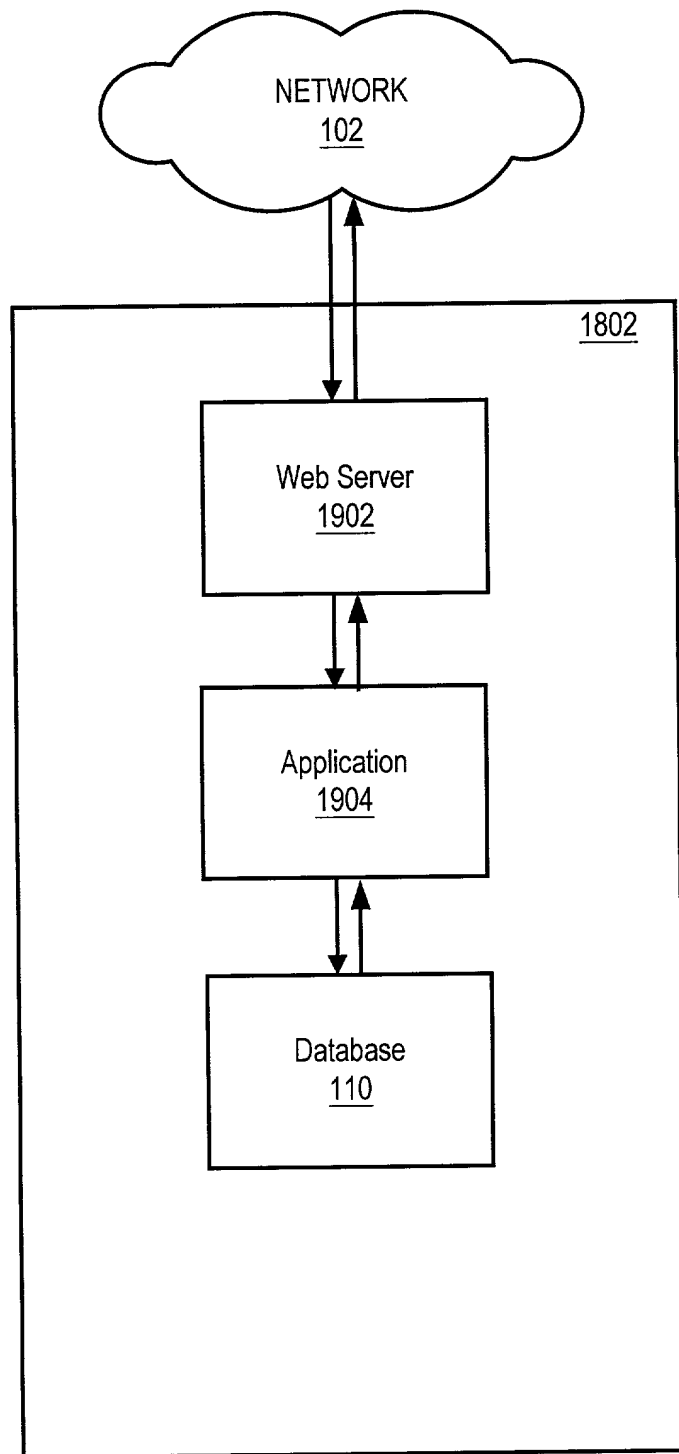 NETWORK
102
1802
Web Server
1902
Application
1904
Database
110